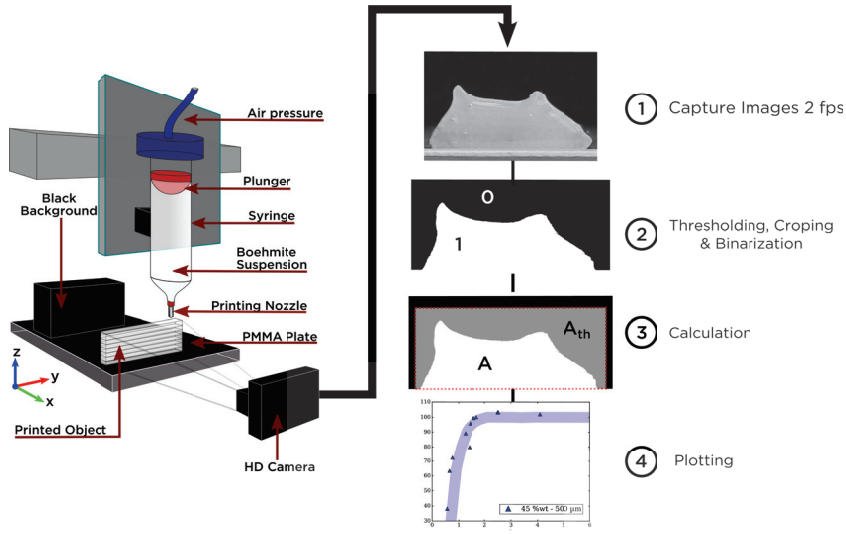 Air pressure
Plunger
Black
Background
Syringe
Boehmite
Suspension
Printing Nozzle
PMMA Plate
z
y
x
Printed Object
HD Camera
1 Capture Images 2 fps
0
1
2 Thresholding, Croping
& Binarization
Ath
A
3 Calculation
110
100
90
80
70
60
50
40
30
0 1 2 3 4 5 6
45 %wt - 500 µm
4 Plotting